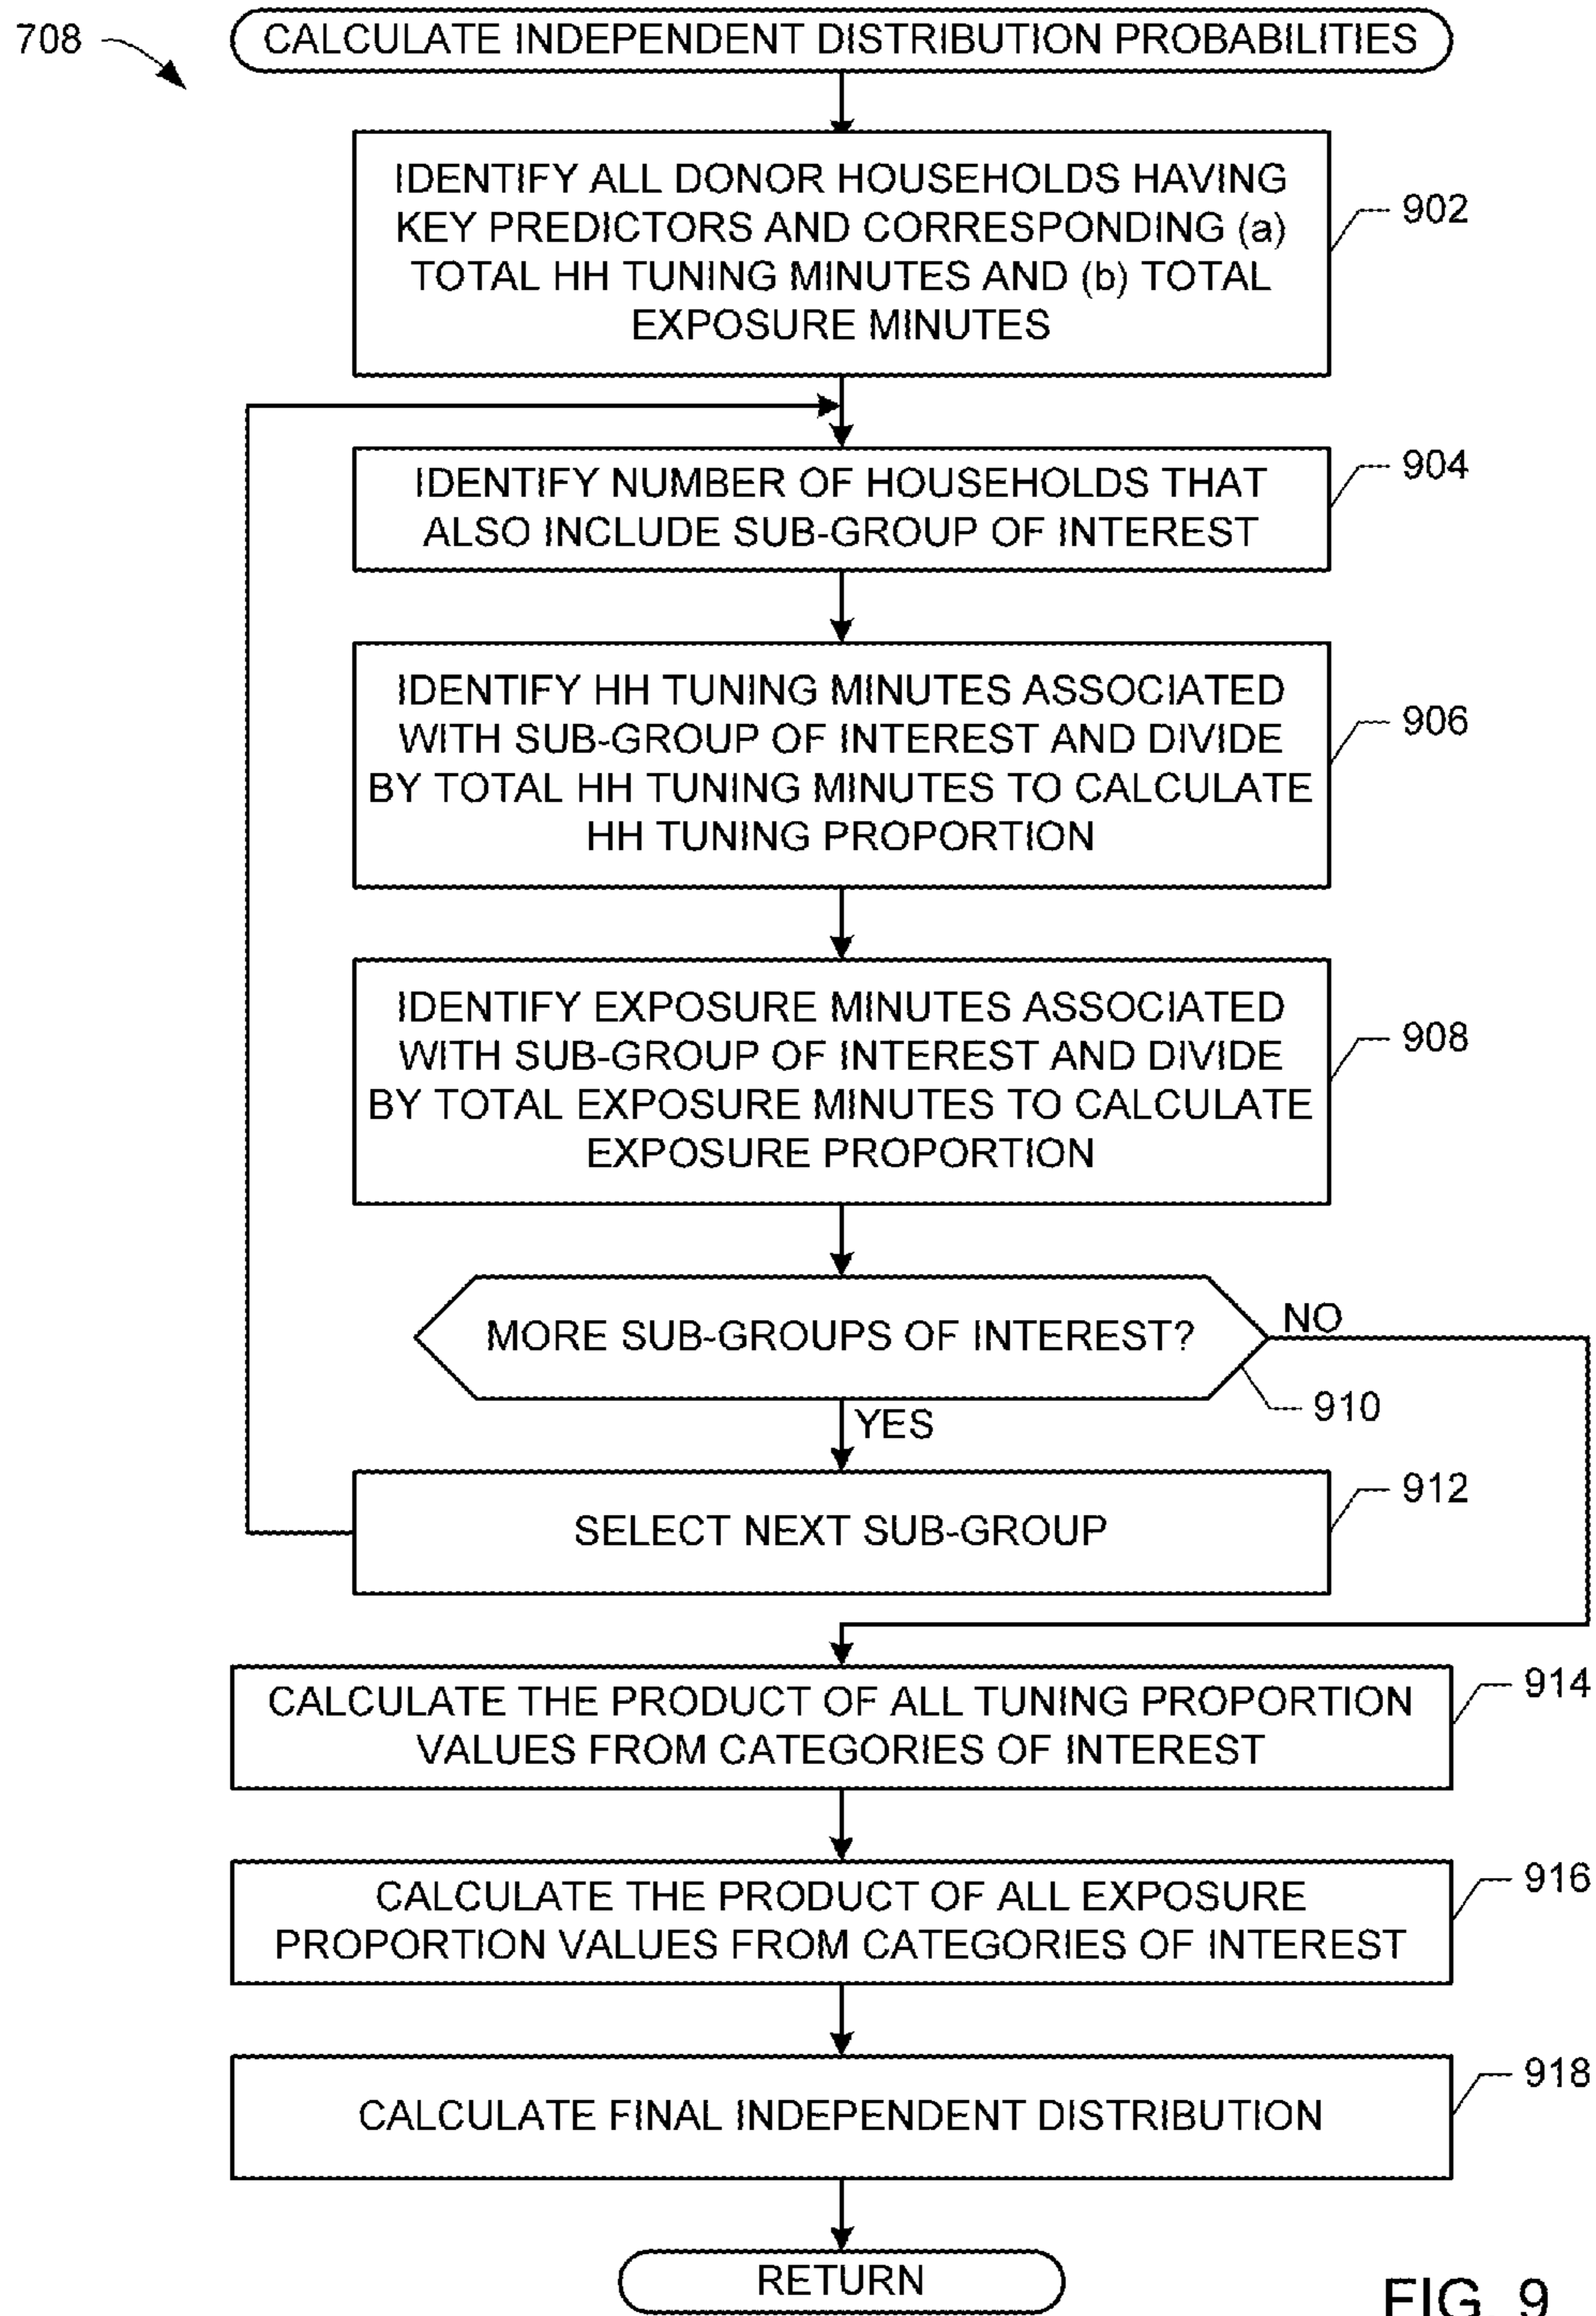 708
CALCULATE INDEPENDENT DISTRIBUTION PROBABILITIES
IDENTIFY ALL DONOR HOUSEHOLDS HAVING
KEY PREDICTORS AND CORRESPONDING (a)
TOTAL HH TUNING MINUTES AND (b) TOTAL
EXPOSURE MINUTES
902
IDENTIFY NUMBER OF HOUSEHOLDS THAT
ALSO INCLUDE SUB-GROUP OF INTEREST
904
IDENTIFY HH TUNING MINUTES ASSOCIATED
WITH SUB-GROUP OF INTEREST AND DIVIDE
BY TOTAL HH TUNING MINUTES TO CALCULATE
HH TUNING PROPORTION
906
IDENTIFY EXPOSURE MINUTES ASSOCIATED
WITH SUB-GROUP OF INTEREST AND DIVIDE
BY TOTAL EXPOSURE MINUTES TO CALCULATE
EXPOSURE PROPORTION
908
MORE SUB-GROUPS OF INTEREST?
NO
910
YES
SELECT NEXT SUB-GROUP
912
CALCULATE THE PRODUCT OF ALL TUNING PROPORTION
VALUES FROM CATEGORIES OF INTEREST
914
CALCULATE THE PRODUCT OF ALL EXPOSURE
PROPORTION VALUES FROM CATEGORIES OF INTEREST
916
CALCULATE FINAL INDEPENDENT DISTRIBUTION
918
RETURN
FIG. 9